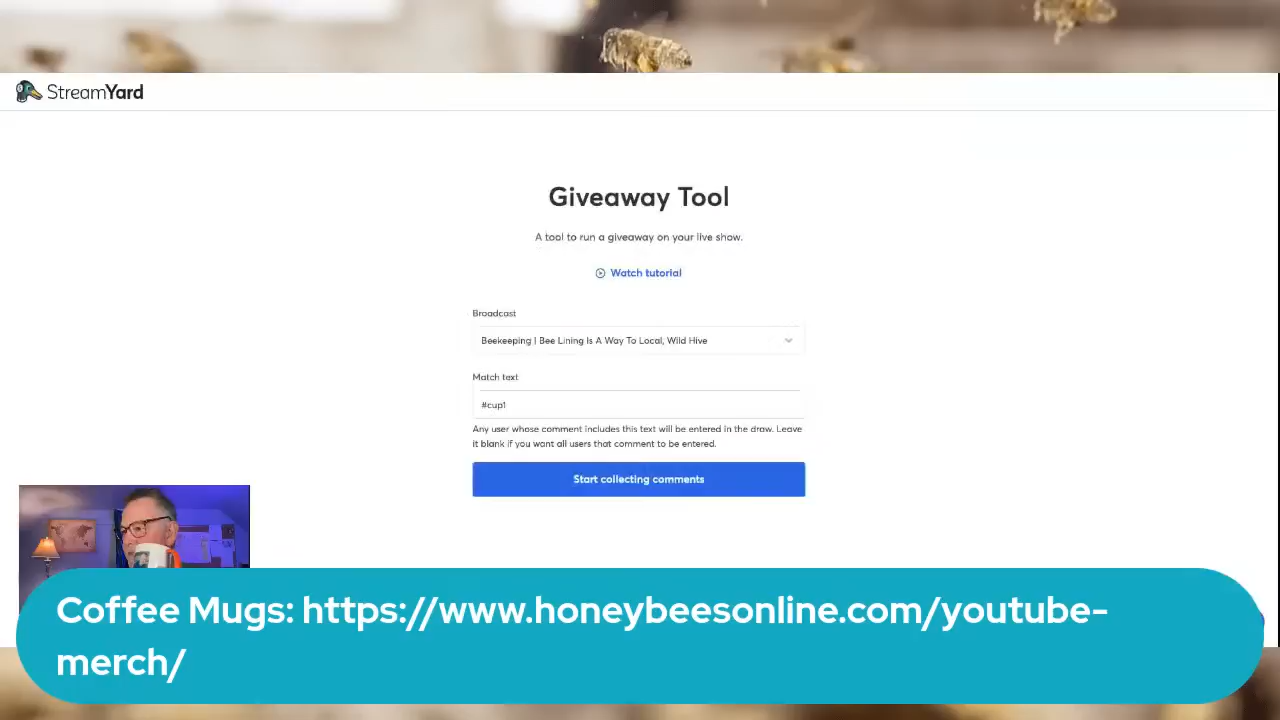 StreamYard
Giveaway Tool
A tool to run a giveaway on your live show.
Watch tutorial
Broadcast
Beekeeping | Bee Lining Is A Way To Local, Wild Hive
Match text
#cup1
Any user whose comment includes this text will be entered in the draw. Leave
it blank if you want all users that comment to be entered.
Start collecting comments
Coffee Mugs: https://www.honeybeesonline.com/youtube-
merch/